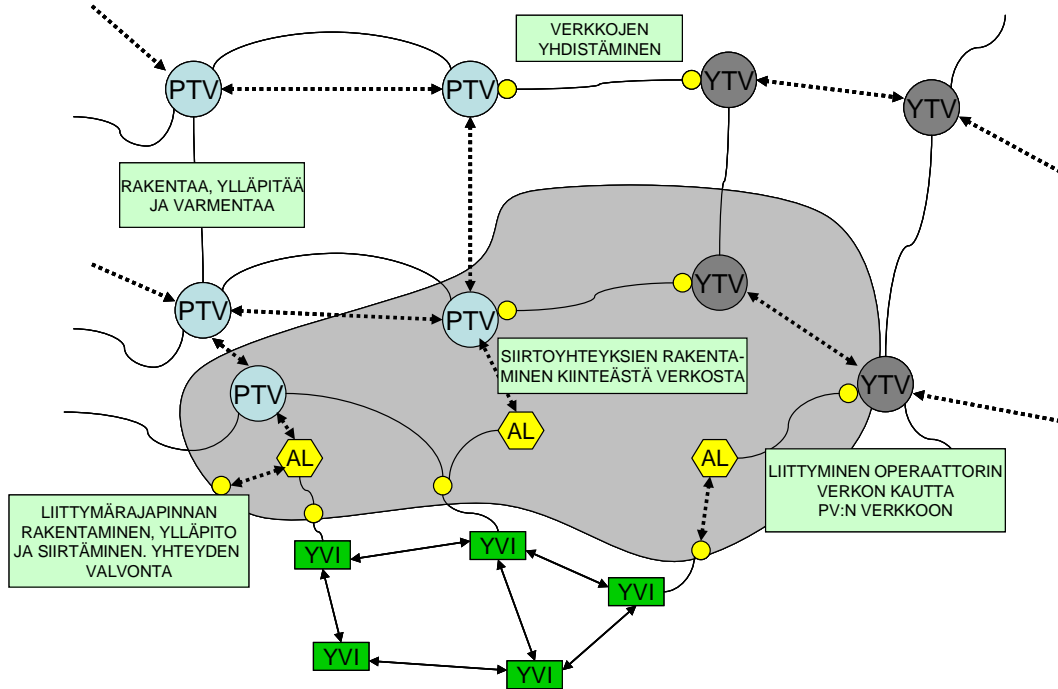 VERKKOJEN
YHDISTÄMINEN
PTV
PTV
YTV
YTV
RAKENTAA, YLLÄPITÄÄ
JA VARMENTAA
PTV
PTV
YTV
SIIRTOYHTEYKSIEN RAKENTA-
MINEN KIINTEÄSTÄ VERKOSTA
PTV
YTV
AL
AL
AL
LIITTYMÄRAJAPINNAN
RAKENTAMINEN, YLLÄPITO
JA SIIRTÄMINEN. YHTEYDEN
VALVONTA
LIITTYMINEN OPERAATTORIN
VERKON KAUTTA
PV:N VERKKOON
YVI
YVI
YVI
YVI
YVI